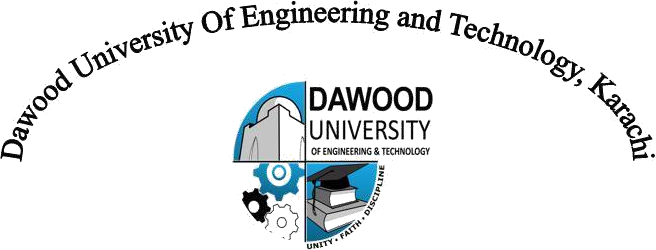 Dawood University Of Engineering and Technology, Karachi
DAWOOD
UNIVERSITY
OF ENGINEERING & TECHNOLOGY
UNITY • FAITH • DISCIPLINE